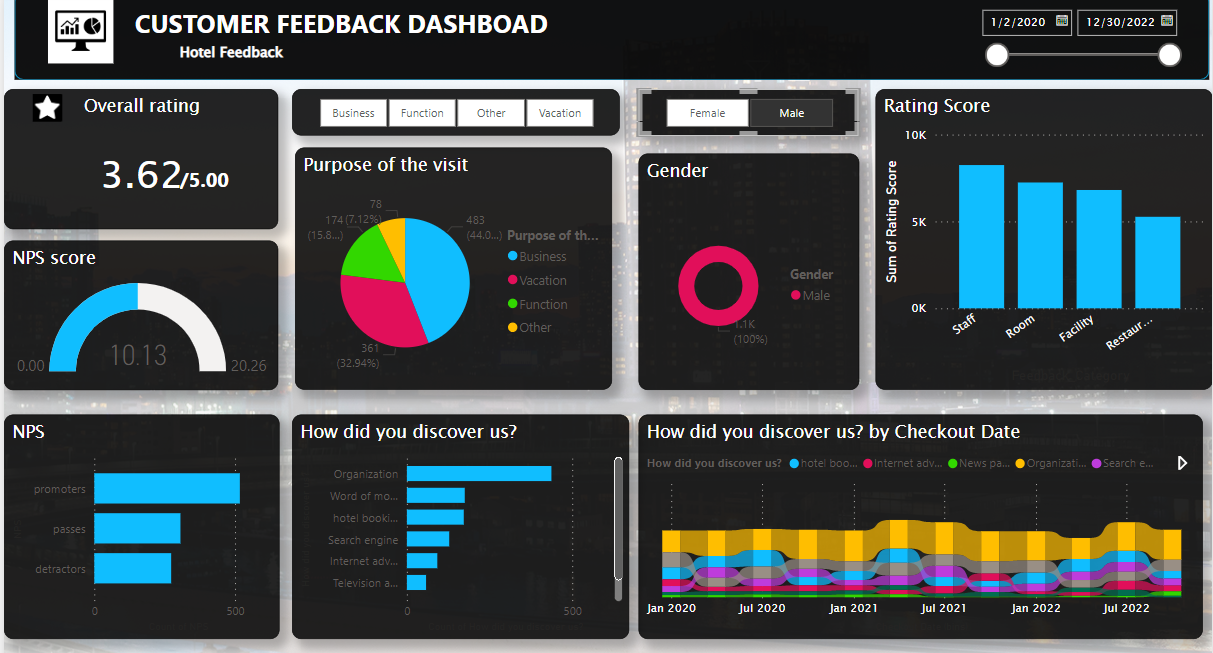 CUSTOMER FEEDBACK DASHBOAD
Hotel Feedback
1/2/2020
12/30/2022
Overall rating
3.62/5.00
Business
Function
Other
Vacation
Female
Male
Rating Score
10K
5K
0K
Sum of Rating Score
Staff
Room
Facility
Restaur...
Purpose of the visit
78
(7.12%)
174
(15.8...)
483
(44.0...)
361
(32.94%)
Purpose of th...
Business
Vacation
Function
Other
Gender
Gender
Male
1.1K
(100%)
NPS score
0.00
10.13
20.26
NPS
promoters
passes
detractors
0
500
How did you discover us?
Organization
Word of mo...
hotel booki...
Search engine
Internet adv...
Television a...
0
500
How did you discover us? by Checkout Date
How did you discover us?
hotel boo...
Internet adv...
News pa...
Organizati...
Search e...
Jan 2020
Jul 2020
Jan 2021
Jul 2021
Jan 2022
Jul 2022